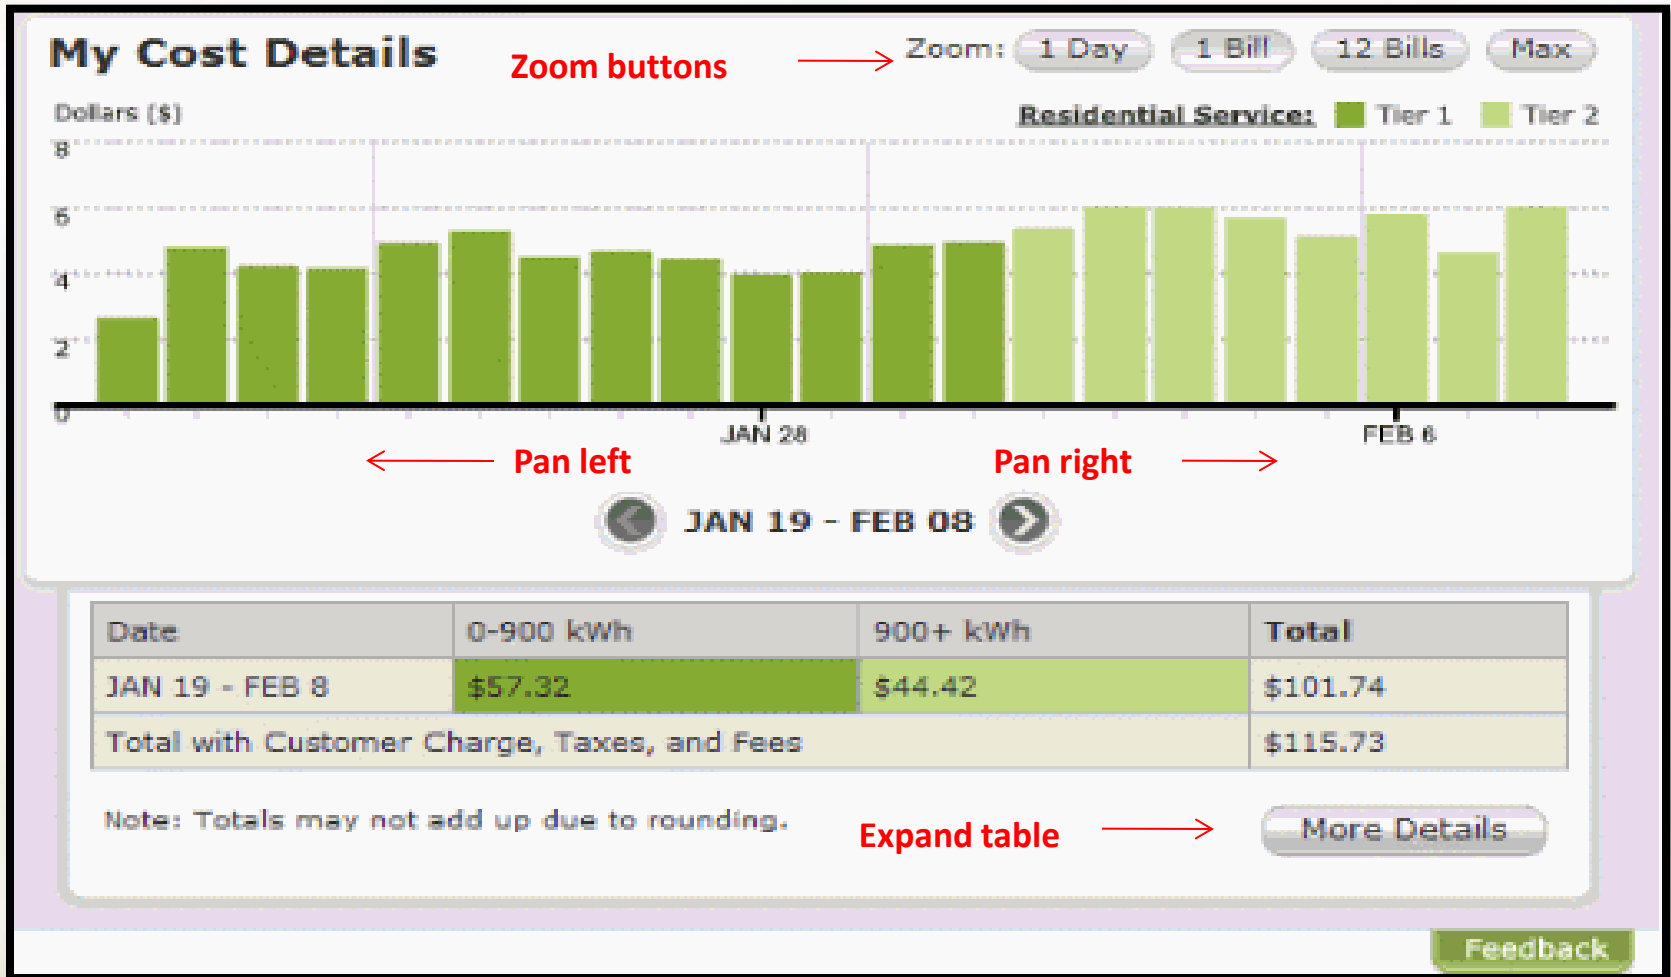 My Cost Details
Zoom buttons
Zoom: 1 Day 1 Bill 12 Bills Max
Dollars ($)
Residential Service: Tier 1 Tier 2
8
6
4
2
0
JAN 28 FEB 6
Pan left Pan right
JAN 19 - FEB 08
Date 0-900 kWh 900+ kWh Total
JAN 19 - FEB 8 $57.32 $44.42 $101.74
Total with Customer Charge, Taxes, and Fees $115.73
Note: Totals may not add up due to rounding.
Expand table More Details
Feedback